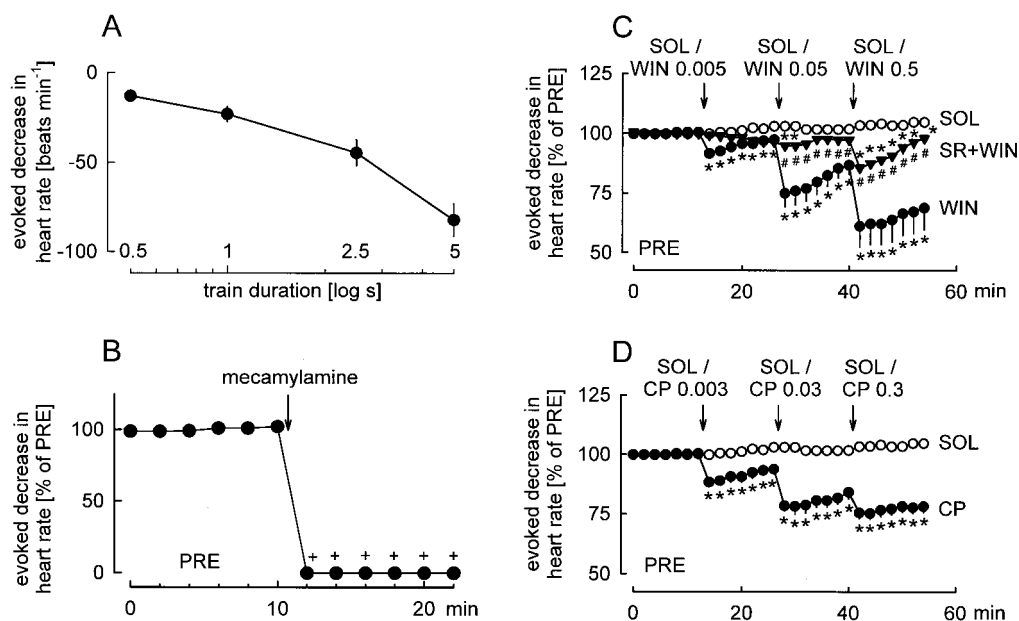 A
evoked decrease in
heart rate [beats min-1]
0
-50
-100
0.5 1 2.5 5
train duration [log s]
B
mecamylamine
evoked decrease in
heart rate [% of PRE]
100
50
0
PRE
+ + + + + +
0 10 20 min
C
SOL / SOL / SOL /
WIN 0.005 WIN 0.05 WIN 0.5
evoked decrease in
heart rate [% of PRE]
125
100
75
50
SOL
SR+WIN
WIN
PRE
0 20 40 60 min
D
SOL / SOL / SOL /
CP 0.003 CP 0.03 CP 0.3
evoked decrease in
heart rate [% of PRE]
125
100
75
50
SOL
CP
PRE
0 20 40 60 min